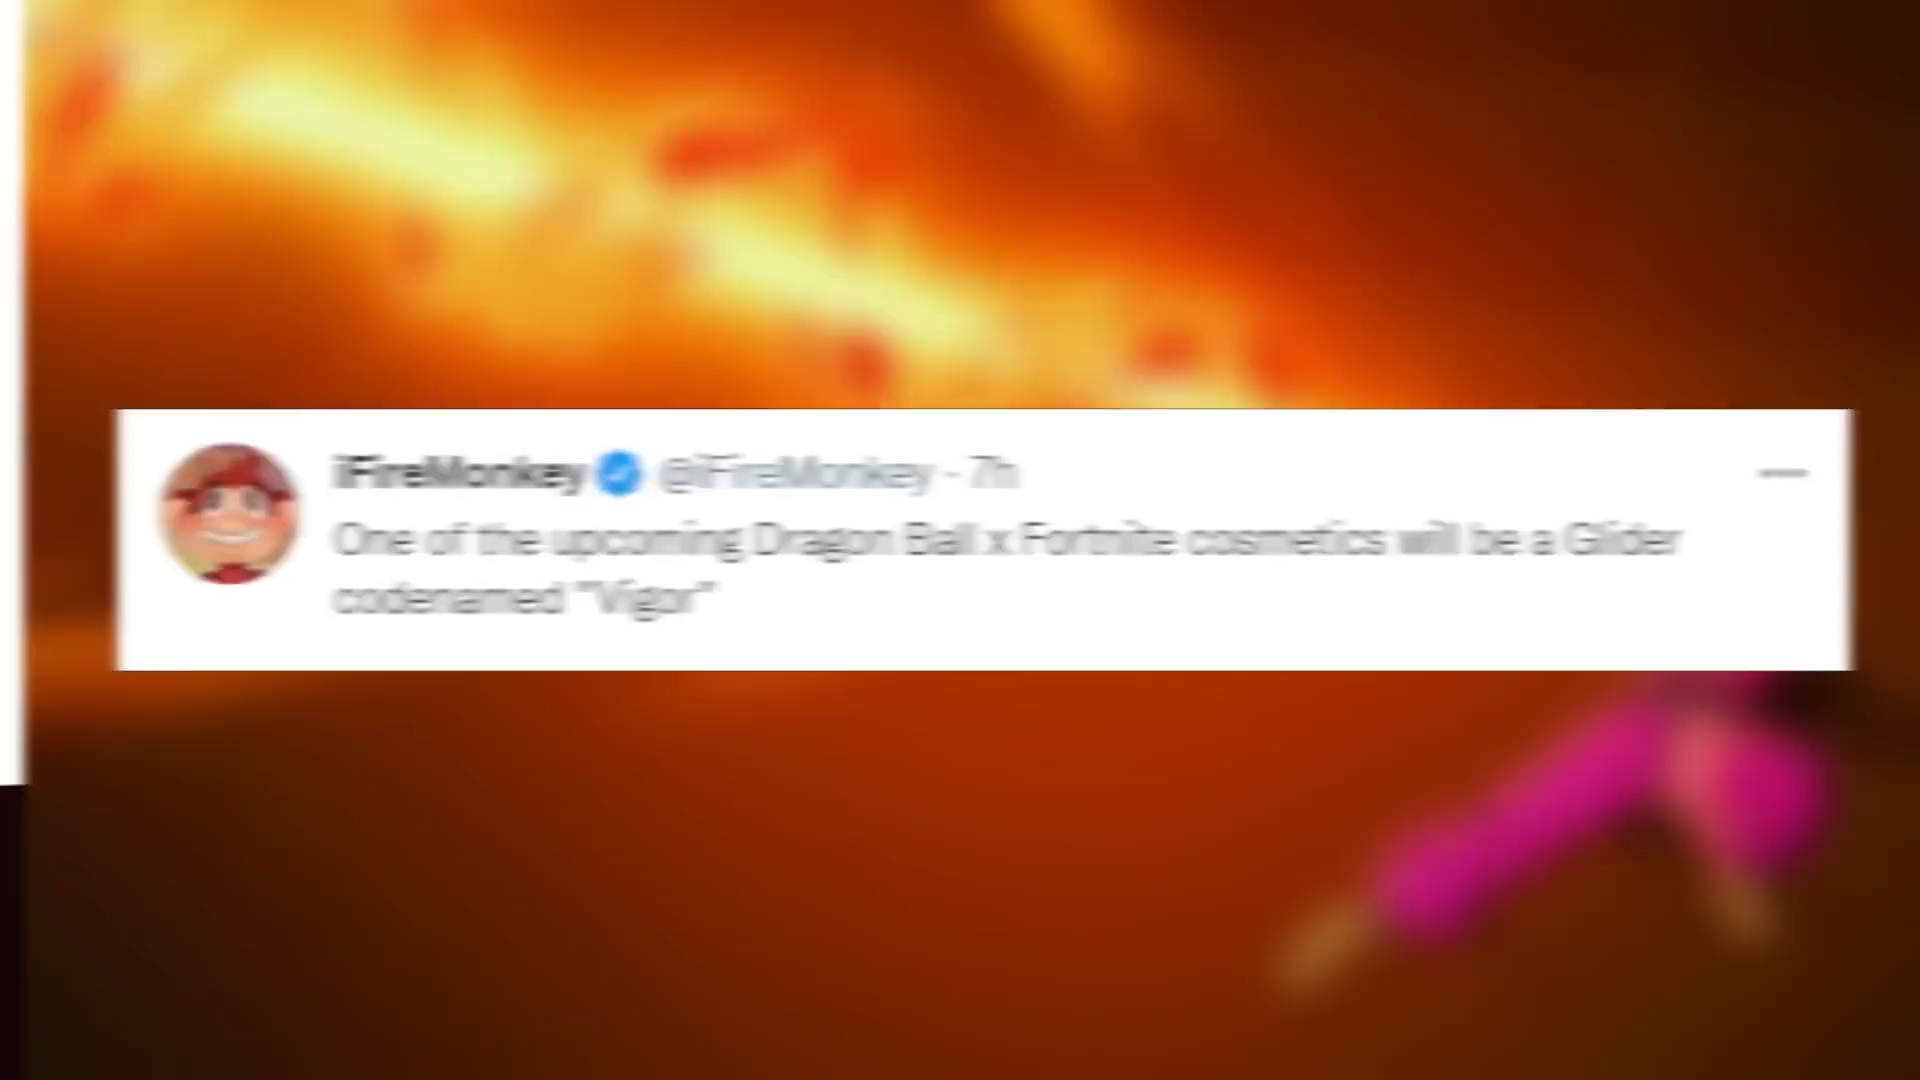 iFireMonkey @iFireMonkey · 7h
One of the upcoming Dragon Ball x Fortnite cosmetics will be a Glider
codenamed "Vigor"